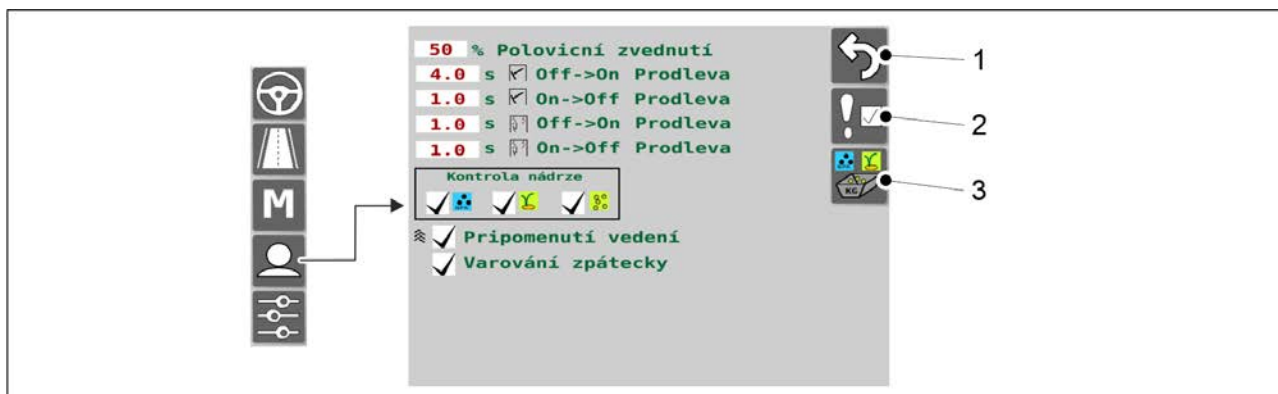 50 % Polovicní zvednutí
4.0 s Off->On Prodleva
1.0 s On->Off Prodleva
1.0 s Off->On Prodleva
1.0 s On->Off Prodleva
Kontrola nádrze
Pripomenutí vedení
Varování zpátecky
M
KG
1
2
3